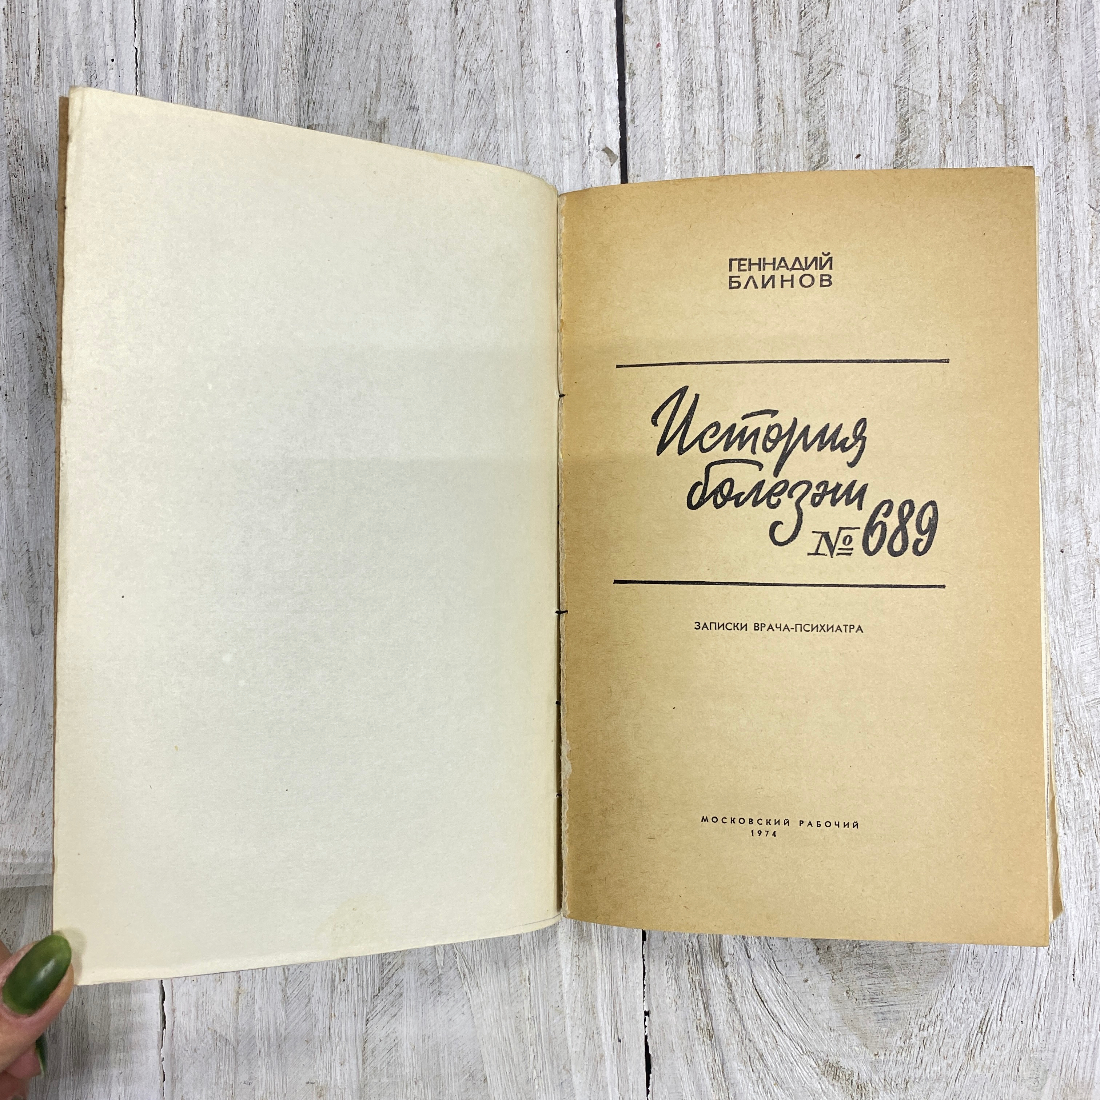 ГЕННАДИЙ
БЛИНОВ
История
болезни
№ 689
ЗАПИСКИ ВРАЧА-ПСИХИАТРА
МОСКОВСКИЙ РАБОЧИЙ
1974